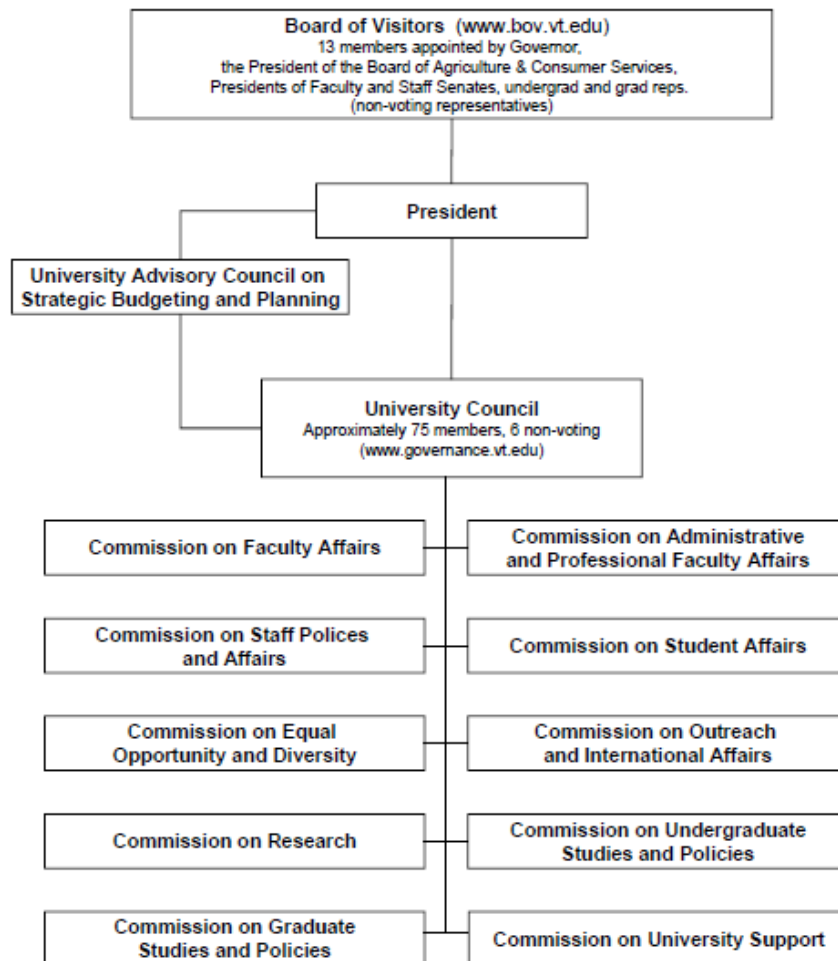 Board of Visitors (www.bov.vt.edu)
13 members appointed by Governor,
the President of the Board of Agriculture & Consumer Services,
Presidents of Faculty and Staff Senates, undergrad and grad reps.
(non-voting representatives)
President
University Advisory Council on
Strategic Budgeting and Planning
University Council
Approximately 75 members, 6 non-voting
(www.governance.vt.edu)
Commission on Faculty Affairs
Commission on Administrative
and Professional Faculty Affairs
Commission on Staff Polices
and Affairs
Commission on Student Affairs
Commission on Equal
Opportunity and Diversity
Commission on Outreach
and International Affairs
Commission on Research
Commission on Undergraduate
Studies and Policies
Commission on Graduate
Studies and Policies
Commission on University Support